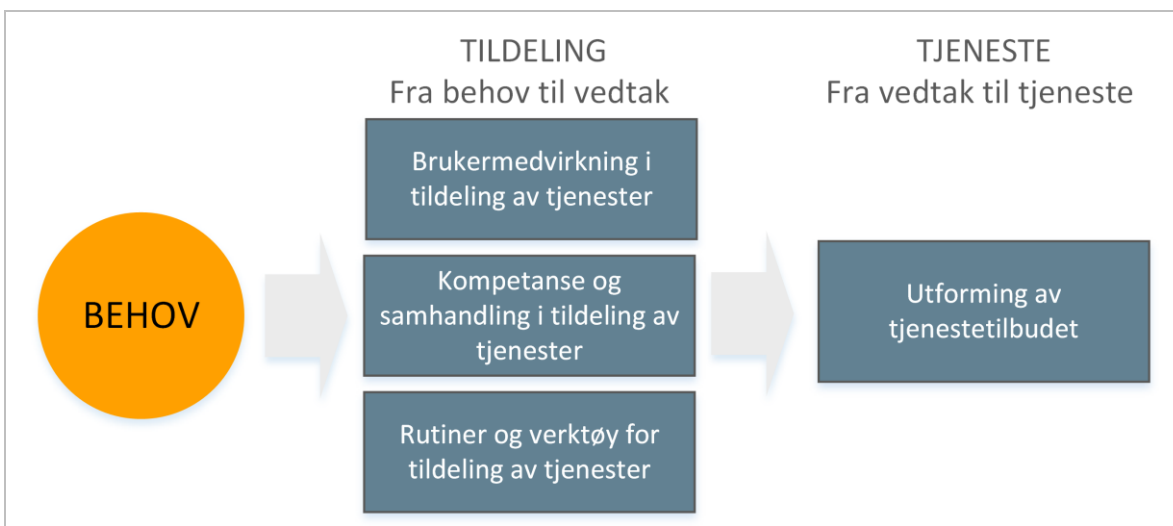 TILDELING
Fra behov til vedtak
TJENESTE
Fra vedtak til tjeneste
BEHOV
Brukermedvirkning i
tildeling av tjenester
Kompetanse og
samhandling i tildeling av
tjenester
Rutiner og verktøy for
tildeling av tjenester
Utforming av
tjenestetilbudet